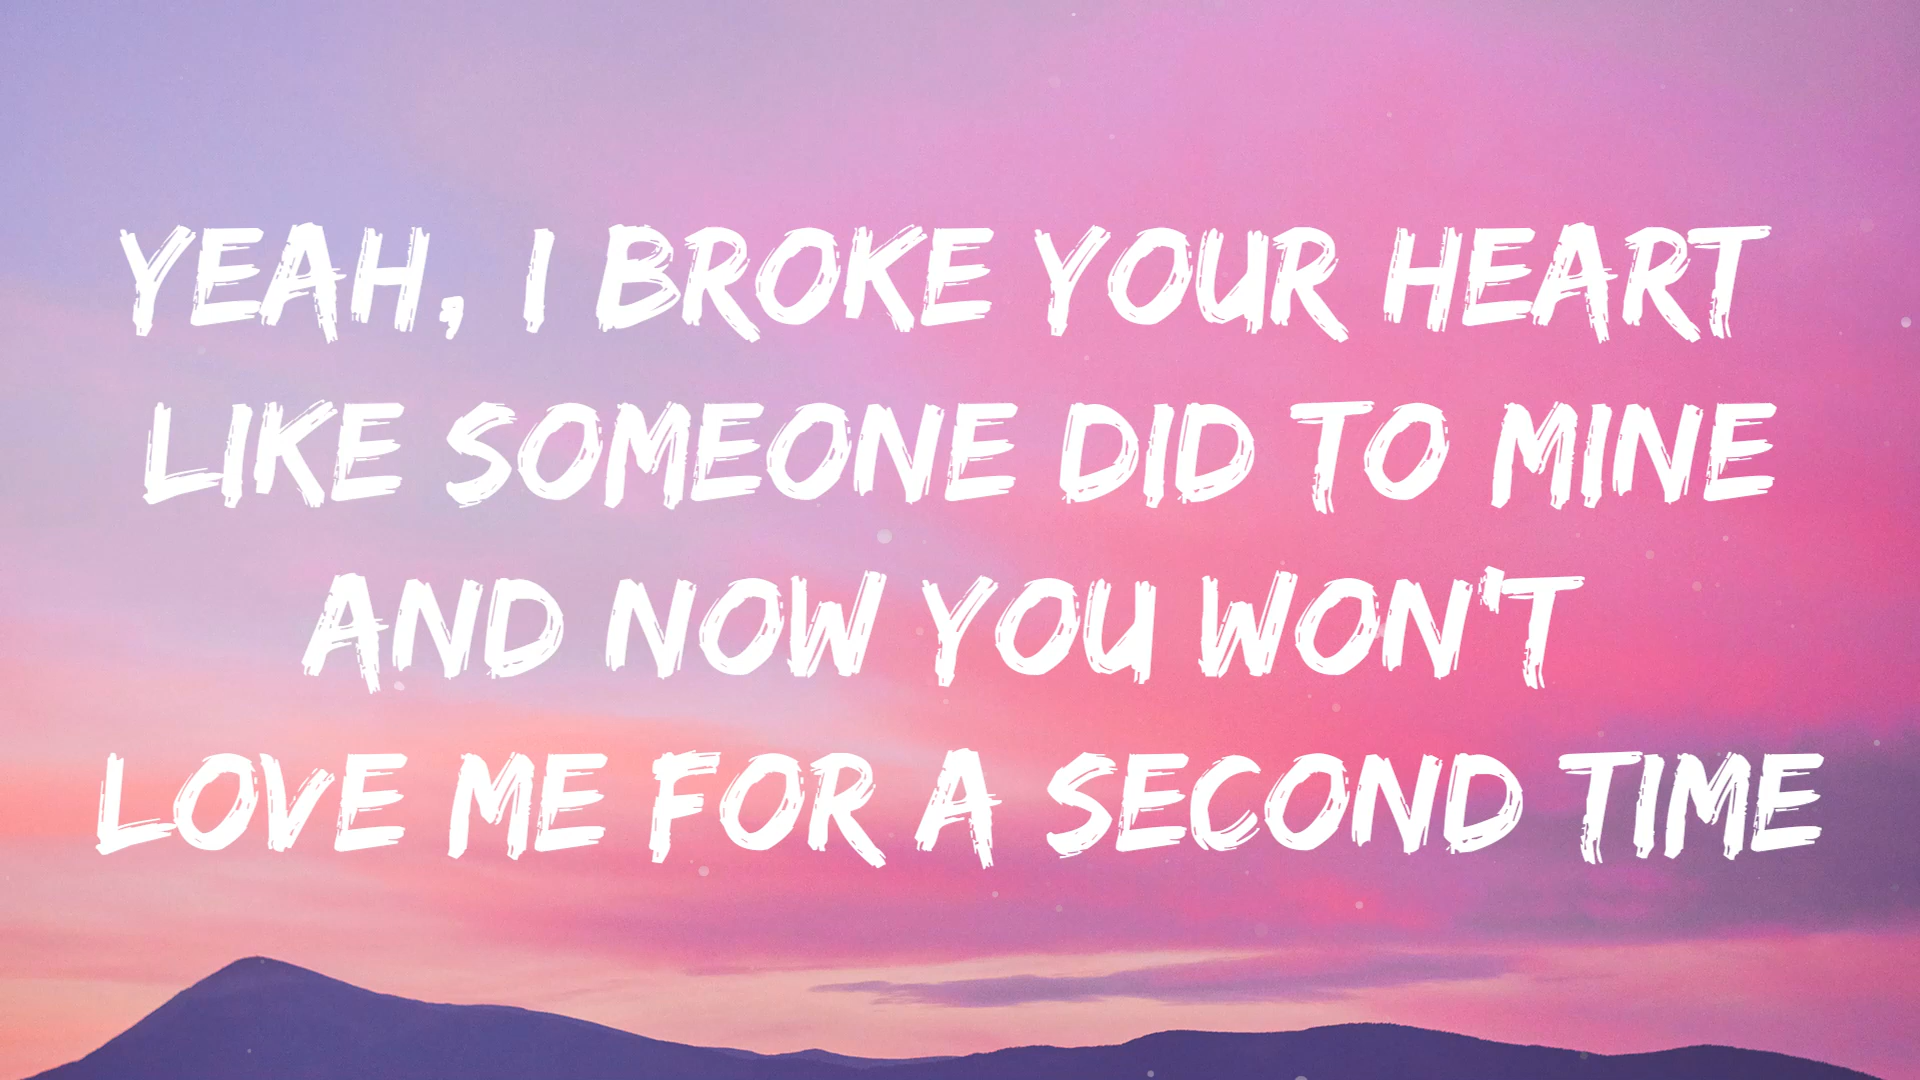 YEAH, I BROKE YOUR HEART
LIKE SOMEONE DID TO MINE
AND NOW YOU WON'T
LOVE ME FOR A SECOND TIME